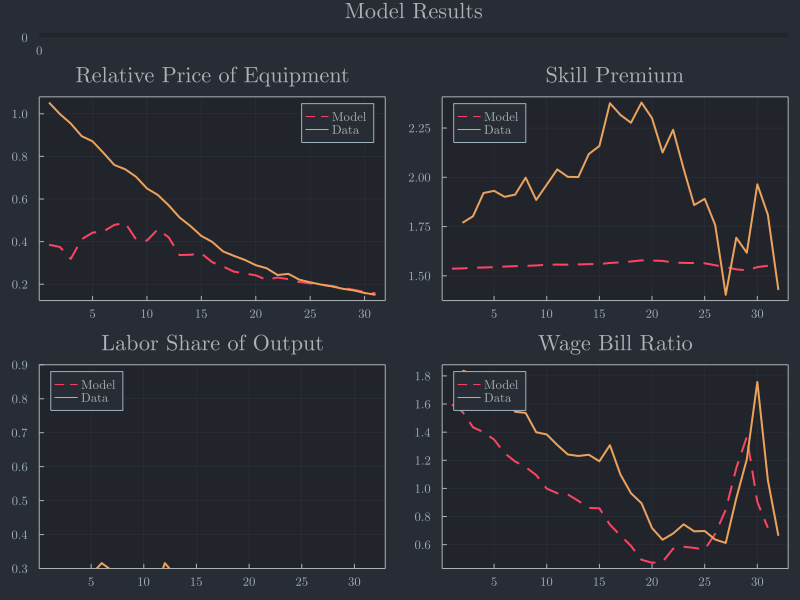 Model Results
0
0
Relative Price of Equipment
Model
Data
1.0
0.8
0.6
0.4
0.2
5 10 15 20 25 30
Skill Premium
Model
Data
2.25
2.00
1.75
1.50
5 10 15 20 25 30
Labor Share of Output
Model
Data
0.9
0.8
0.7
0.6
0.5
0.4
0.3
5 10 15 20 25 30
Wage Bill Ratio
Model
Data
1.8
1.6
1.4
1.2
1.0
0.8
0.6
5 10 15 20 25 30